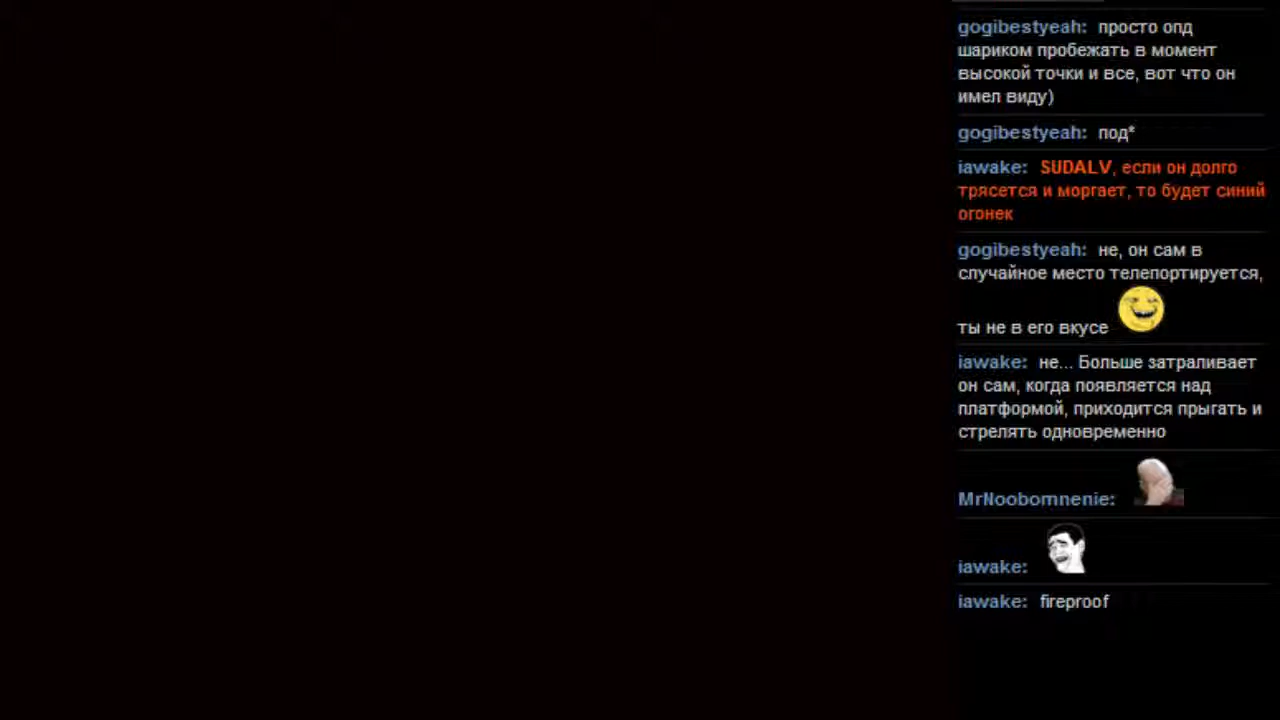 gogibestyeah: просто опд
шариком пробежать в момент
высокой точки и все, вот что он
имел виду)
gogibestyeah: под*
iawake: SUDALV, если он долго
трясется и моргает, то будет синий
огонек
gogibestyeah: не, он сам в
случайное место телепортируется,
ты не в его вкусе
iawake: не... Больше затраливает
он сам, когда появляется над
платформой, приходится прыгать и
стрелять одновременно
MrNoobomnenie:
iawake:
iawake: fireproof